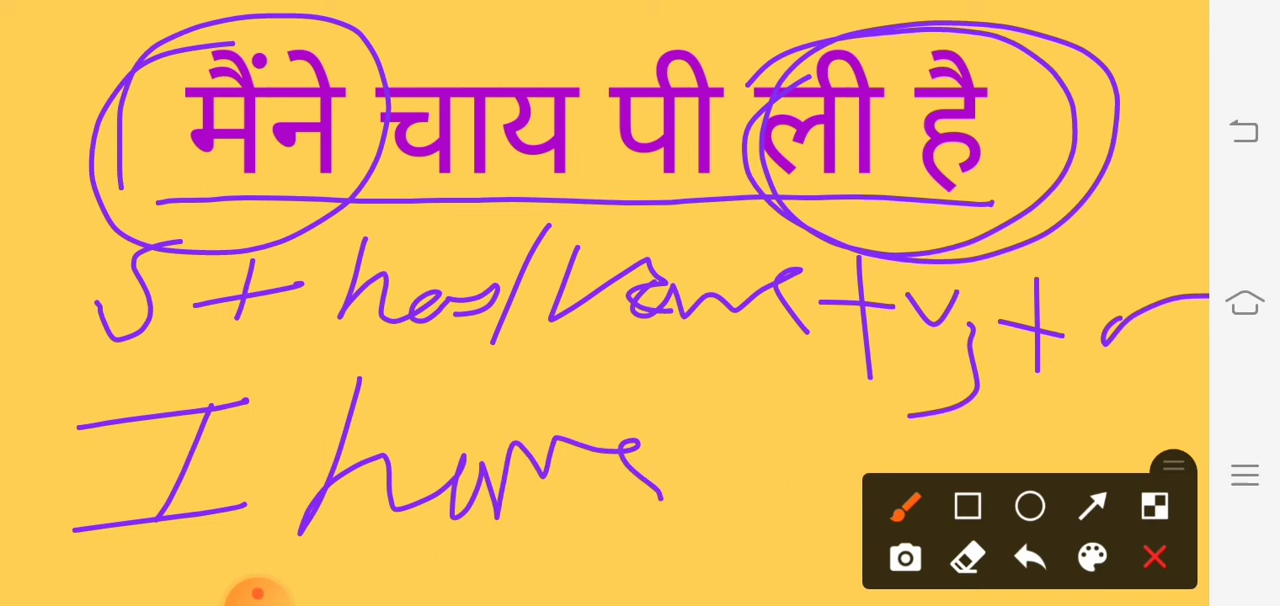 मैंने चाय पी ली है
S + has/have + V3 + o
I have